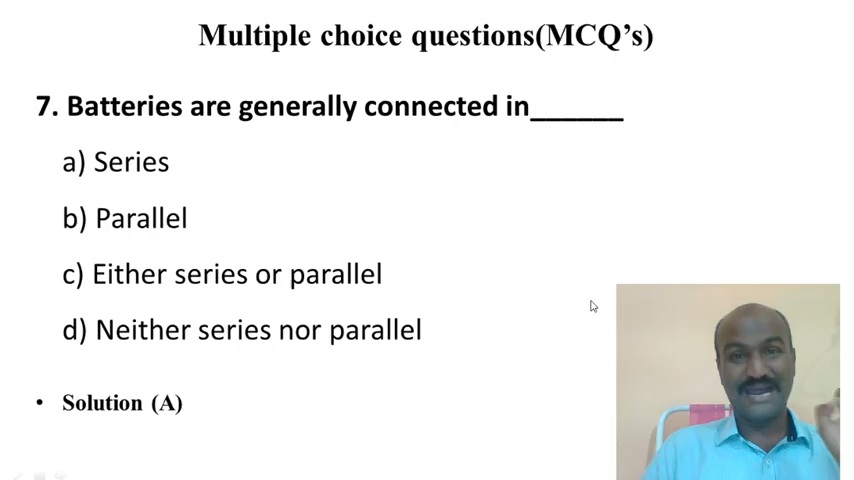 Multiple choice questions(MCQ’s)
7. Batteries are generally connected in______
a) Series
b) Parallel
c) Either series or parallel
d) Neither series nor parallel
• Solution (A)